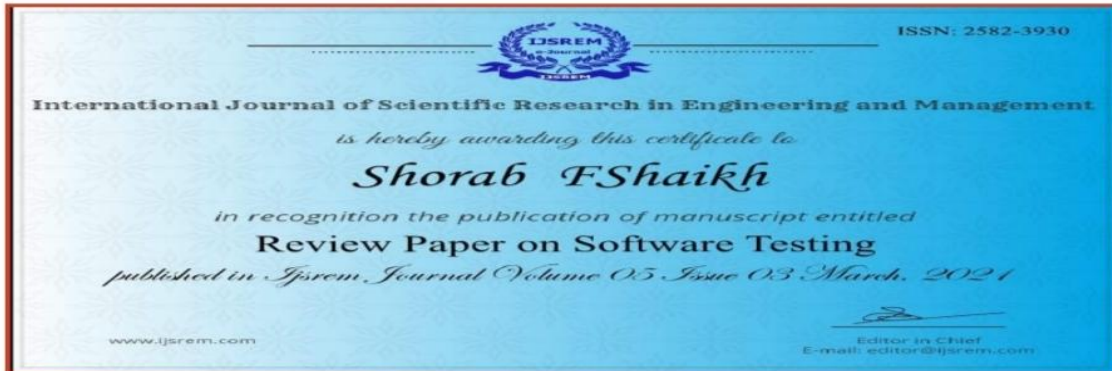 ISSN: 2582-3930
IJSREM
e-Journal
IJSREM
International Journal of Scientific Research in Engineering and Management
is hereby awarding this certificate to
Shorab FShaikh
in recognition the publication of manuscript entitled
Review Paper on Software Testing
published in Ijsrem Journal Volume 05 Issue 03 March, 2021
www.ijsrem.com
Editor in Chief
E-mail: editor@ijsrem.com